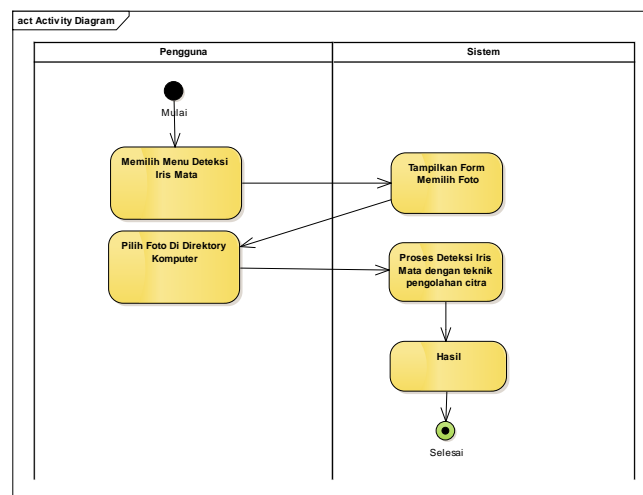 act Activity Diagram
Pengguna
Sistem
Mulai
Memilih Menu Deteksi
Iris Mata
Tampilkan Form
Memilih Foto
Pilih Foto Di Direktory
Komputer
Proses Deteksi Iris
Mata dengan teknik
pengolahan citra
Hasil
Selesai